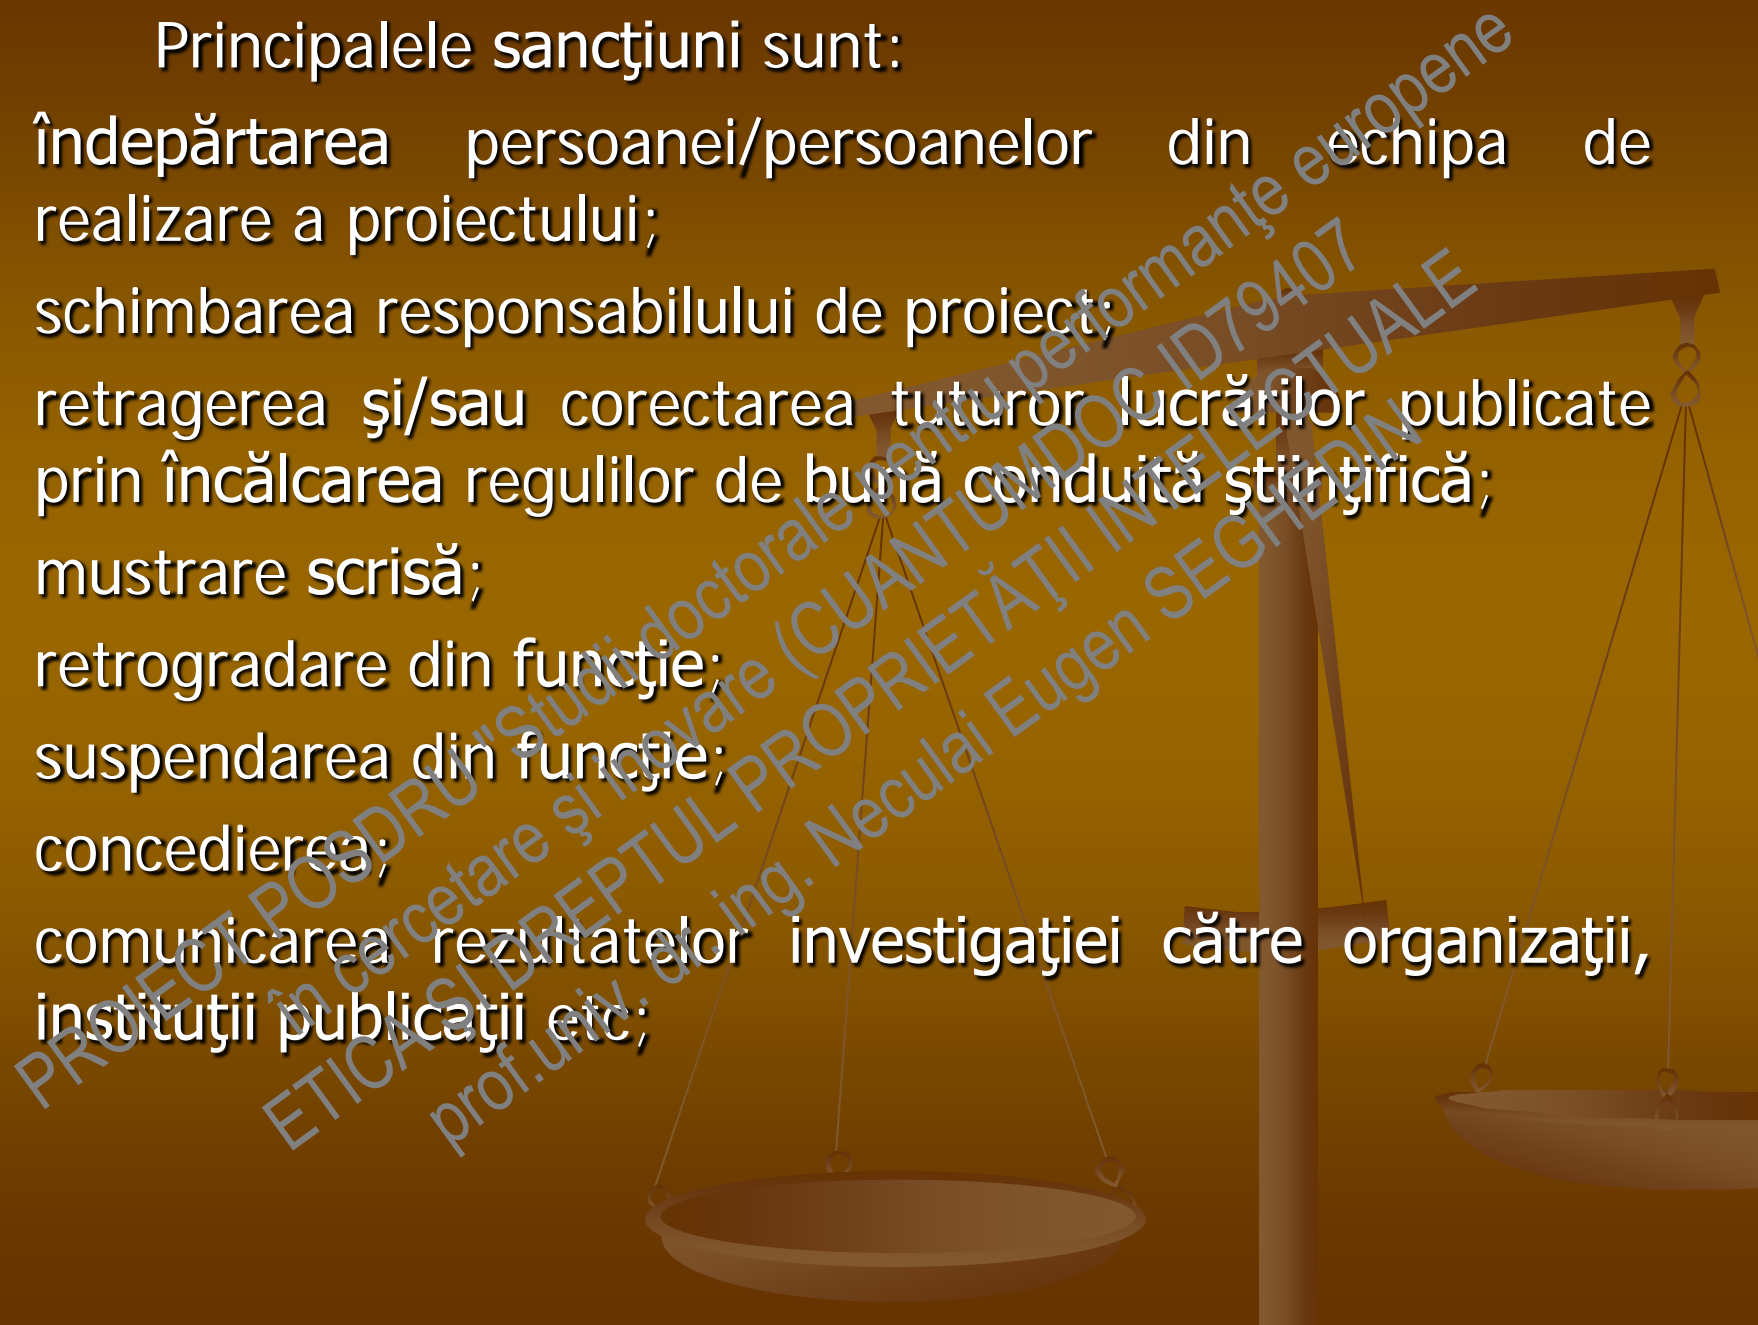 Principalele sancţiuni sunt:
îndepărtarea persoanei/persoanelor din echipa de
realizare a proiectului;
schimbarea responsabilului de proiect;
retragerea şi/sau corectarea tuturor lucrărilor publicate
prin încălcarea regulilor de bună conduită ştiinţifică;
mustrare scrisă;
retrogradare din funcţie;
suspendarea din funcţie;
concedierea;
comunicarea rezultatelor investigaţiei către organizaţii,
instituţii publicaţii etc;
PROIECT POSDRU "Studii doctorale pentru performanţe europene
în cercetare şi inovare (CUANTUMDOC ID79407
ETICA ŞI DREPTUL PROPRIETĂŢII INTELECTUALE
prof.univ. dr. ing. Neculai Eugen SEGHEDIN